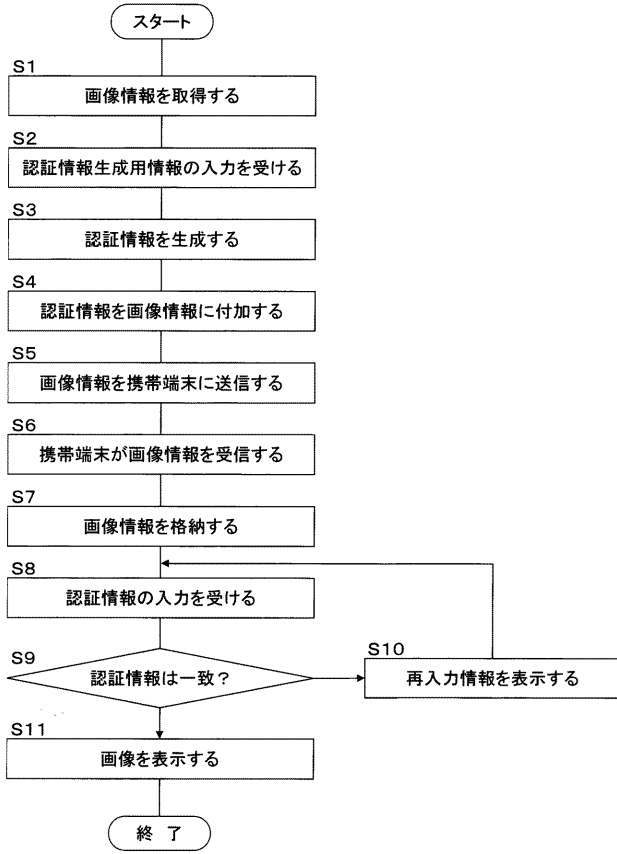 スタート
S1
画像情報を取得する
S2
認証情報生成用情報の入力を受ける
S3
認証情報を生成する
S4
認証情報を画像情報に付加する
S5
画像情報を携帯端末に送信する
S6
携帯端末が画像情報を受信する
S7
画像情報を格納する
S8
認証情報の入力を受ける
S9
認証情報は一致?
S10
再入力情報を表示する
S11
画像を表示する
終 了